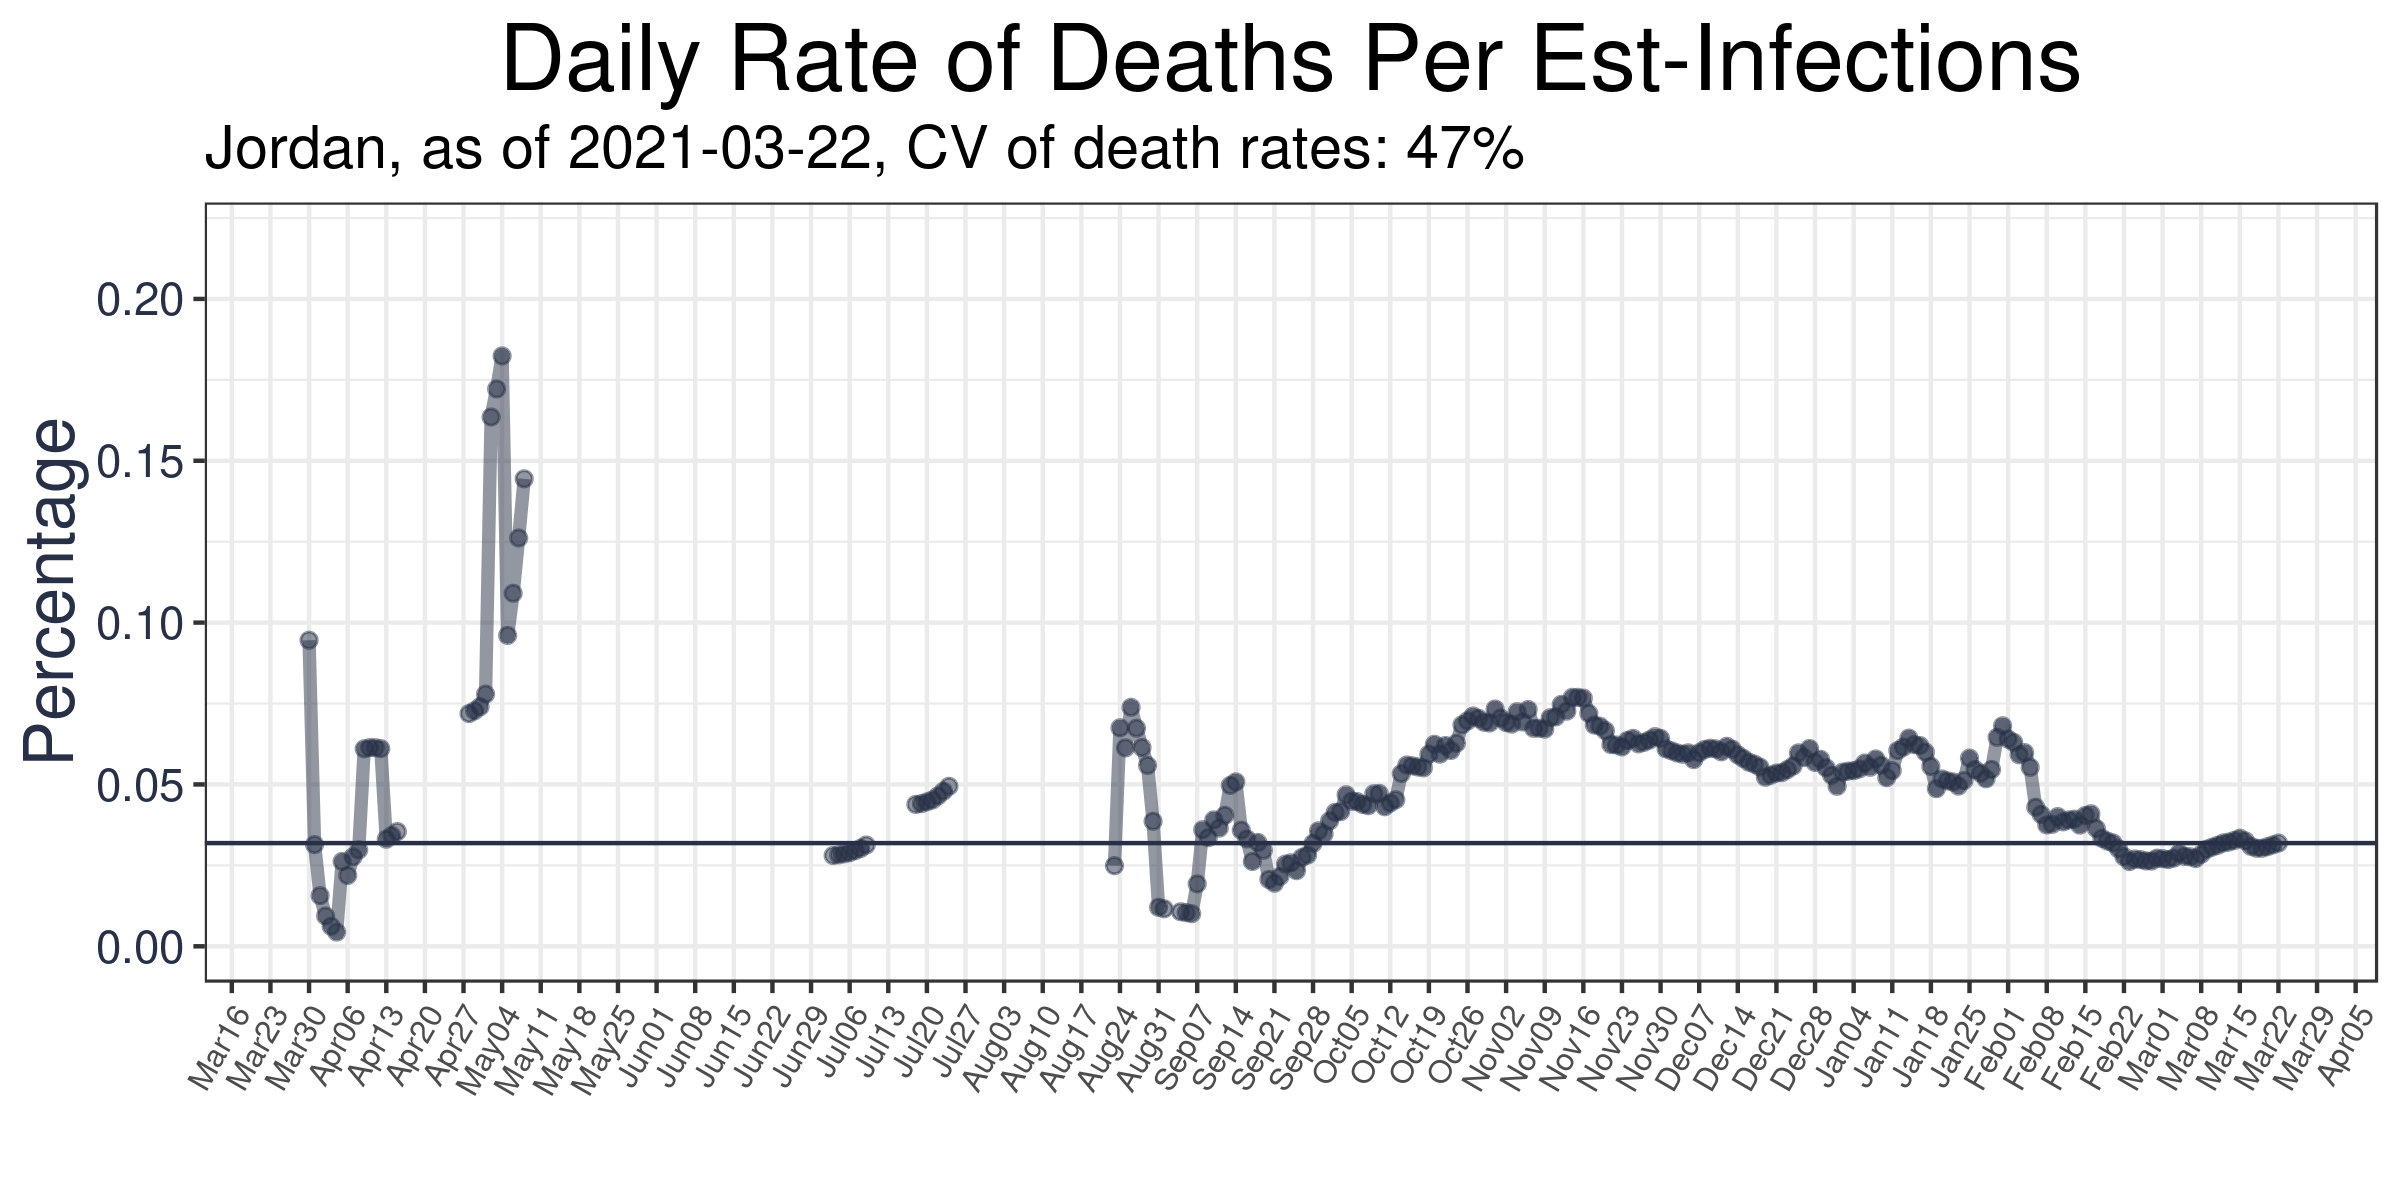 Daily Rate of Deaths Per Est-Infections
Jordan, as of 2021-03-22, CV of death rates: 47%
Percentage
0.20
0.15
0.10
0.05
0.00
Mar16
Mar23
Mar30
Apr06
Apr13
Apr20
Apr27
May04
May11
May18
May25
Jun01
Jun08
Jun15
Jun22
Jun29
Jul06
Jul13
Jul20
Jul27
Aug03
Aug10
Aug17
Aug24
Aug31
Sep07
Sep14
Sep21
Sep28
Oct05
Oct12
Oct19
Oct26
Nov02
Nov09
Nov16
Nov23
Nov30
Dec07
Dec14
Dec21
Dec28
Jan04
Jan11
Jan18
Jan25
Feb01
Feb08
Feb15
Feb22
Mar01
Mar08
Mar15
Mar22
Mar29
Apr05